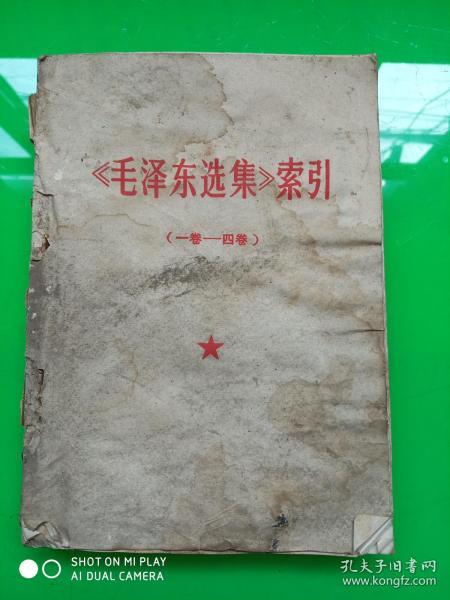 《毛泽东选集》索引
（一卷—四卷）
SHOT ON MI PLAY
AI DUAL CAMERA
孔夫子旧书网
www.kongfz.com